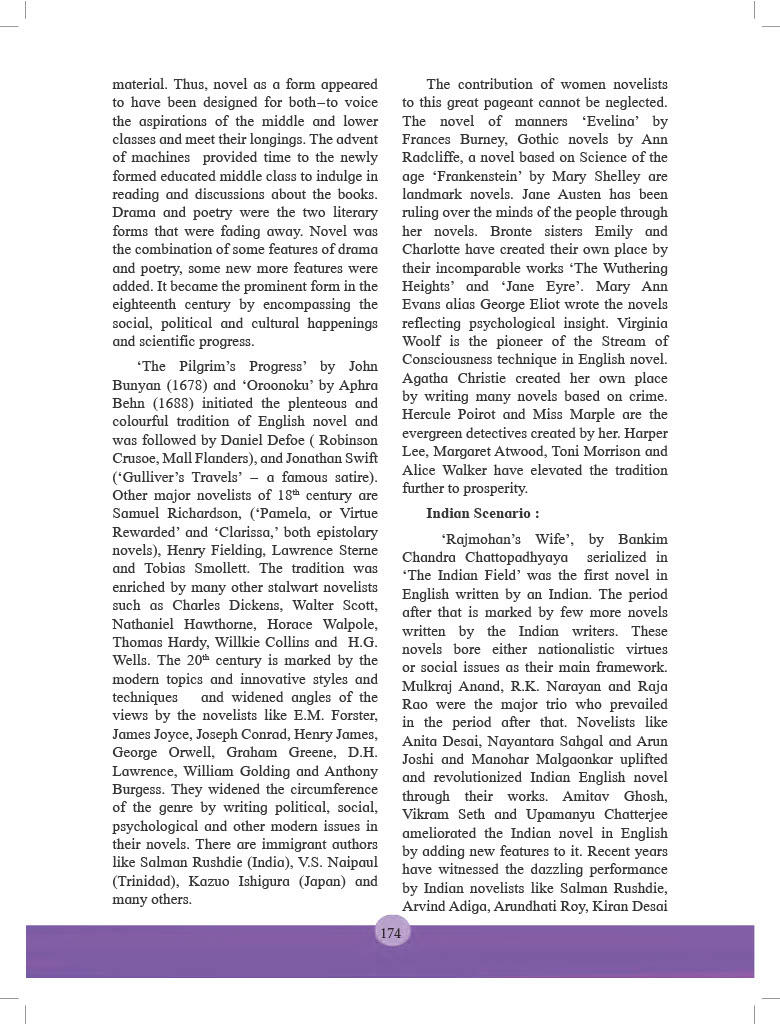 material. Thus, novel as a form appeared
to have been designed for both–to voice
the aspirations of the middle and lower
classes and meet their longings. The advent
of machines provided time to the newly
formed educated middle class to indulge in
reading and discussions about the books.
Drama and poetry were the two literary
forms that were fading away. Novel was
the combination of some features of drama
and poetry, some new more features were
added. It became the prominent form in the
eighteenth century by encompassing the
social, political and cultural happenings
and scientific progress.
‘The Pilgrim’s Progress’ by John
Bunyan (1678) and ‘Oroonoku’ by Aphra
Behn (1688) initiated the plenteous and
colourful tradition of English novel and
was followed by Daniel Defoe ( Robinson
Crusoe, Mall Flanders), and Jonathan Swift
(‘Gulliver’s Travels’ – a famous satire).
Other major novelists of 18th century are
Samuel Richardson, (‘Pamela, or Virtue
Rewarded’ and ‘Clarissa,’ both epistolary
novels), Henry Fielding, Lawrence Sterne
and Tobias Smollett. The tradition was
enriched by many other stalwart novelists
such as Charles Dickens, Walter Scott,
Nathaniel Hawthorne, Horace Walpole,
Thomas Hardy, Willkie Collins and H.G.
Wells. The 20th century is marked by the
modern topics and innovative styles and
techniques and widened angles of the
views by the novelists like E.M. Forster,
James Joyce, Joseph Conrad, Henry James,
George Orwell, Graham Greene, D.H.
Lawrence, William Golding and Anthony
Burgess. They widened the circumference
of the genre by writing political, social,
psychological and other modern issues in
their novels. There are immigrant authors
like Salman Rushdie (India), V.S. Naipaul
(Trinidad), Kazuo Ishigura (Japan) and
many others.
The contribution of women novelists
to this great pageant cannot be neglected.
The novel of manners ‘Evelina’ by
Frances Burney, Gothic novels by Ann
Radcliffe, a novel based on Science of the
age ‘Frankenstein’ by Mary Shelley are
landmark novels. Jane Austen has been
ruling over the minds of the people through
her novels. Bronte sisters Emily and
Charlotte have created their own place by
their incomparable works ‘The Wuthering
Heights’ and ‘Jane Eyre’. Mary Ann
Evans alias George Eliot wrote the novels
reflecting psychological insight. Virginia
Woolf is the pioneer of the Stream of
Consciousness technique in English novel.
Agatha Christie created her own place
by writing many novels based on crime.
Hercule Poirot and Miss Marple are the
evergreen detectives created by her. Harper
Lee, Margaret Atwood, Toni Morrison and
Alice Walker have elevated the tradition
further to prosperity.
Indian Scenario :
‘Rajmohan’s Wife’, by Bankim
Chandra Chattopadhyaya serialized in
‘The Indian Field’ was the first novel in
English written by an Indian. The period
after that is marked by few more novels
written by the Indian writers. These
novels bore either nationalistic virtues
or social issues as their main framework.
Mulkraj Anand, R.K. Narayan and Raja
Rao were the major trio who prevailed
in the period after that. Novelists like
Anita Desai, Nayantara Sahgal and Arun
Joshi and Manohar Malgaonkar uplifted
and revolutionized Indian English novel
through their works. Amitav Ghosh,
Vikram Seth and Upamanyu Chatterjee
ameliorated the Indian novel in English
by adding new features to it. Recent years
have witnessed the dazzling performance
by Indian novelists like Salman Rushdie,
Arvind Adiga, Arundhati Roy, Kiran Desai
174